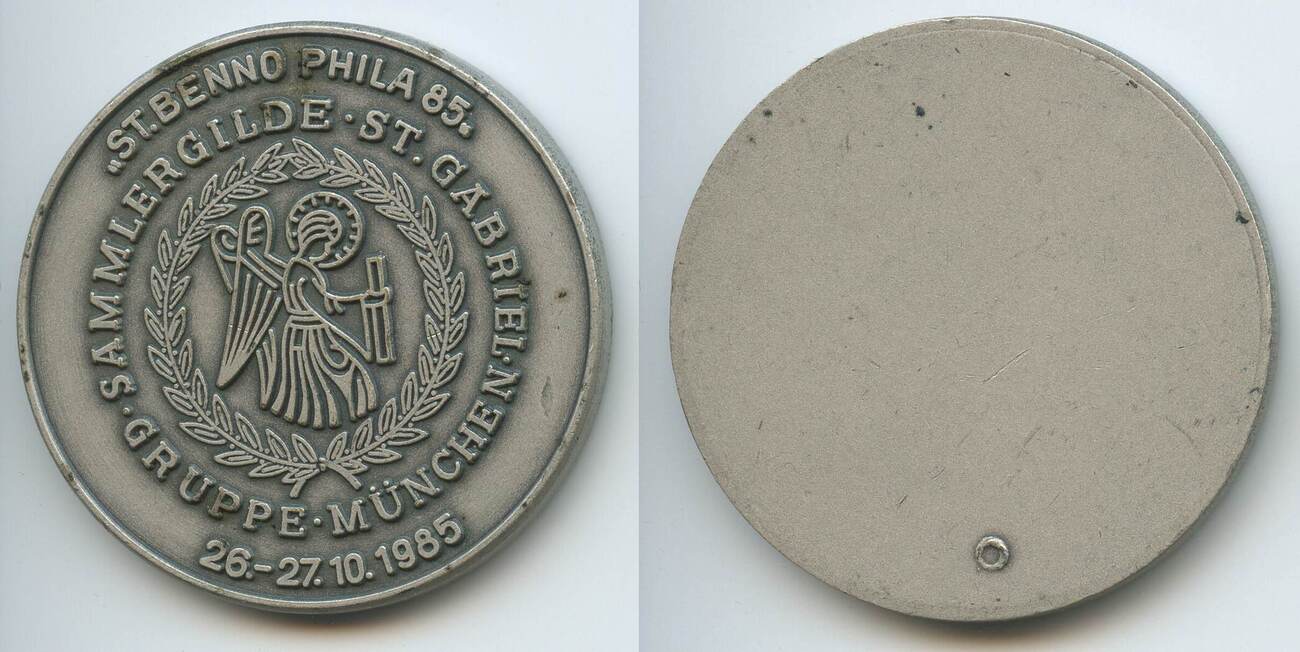 „ST. BENNO PHILA 85.“
SAMMLERGILDE · ST. GABRIEL ·
· GRUPPE · MÜNCHEN
26.-27. 10. 1985